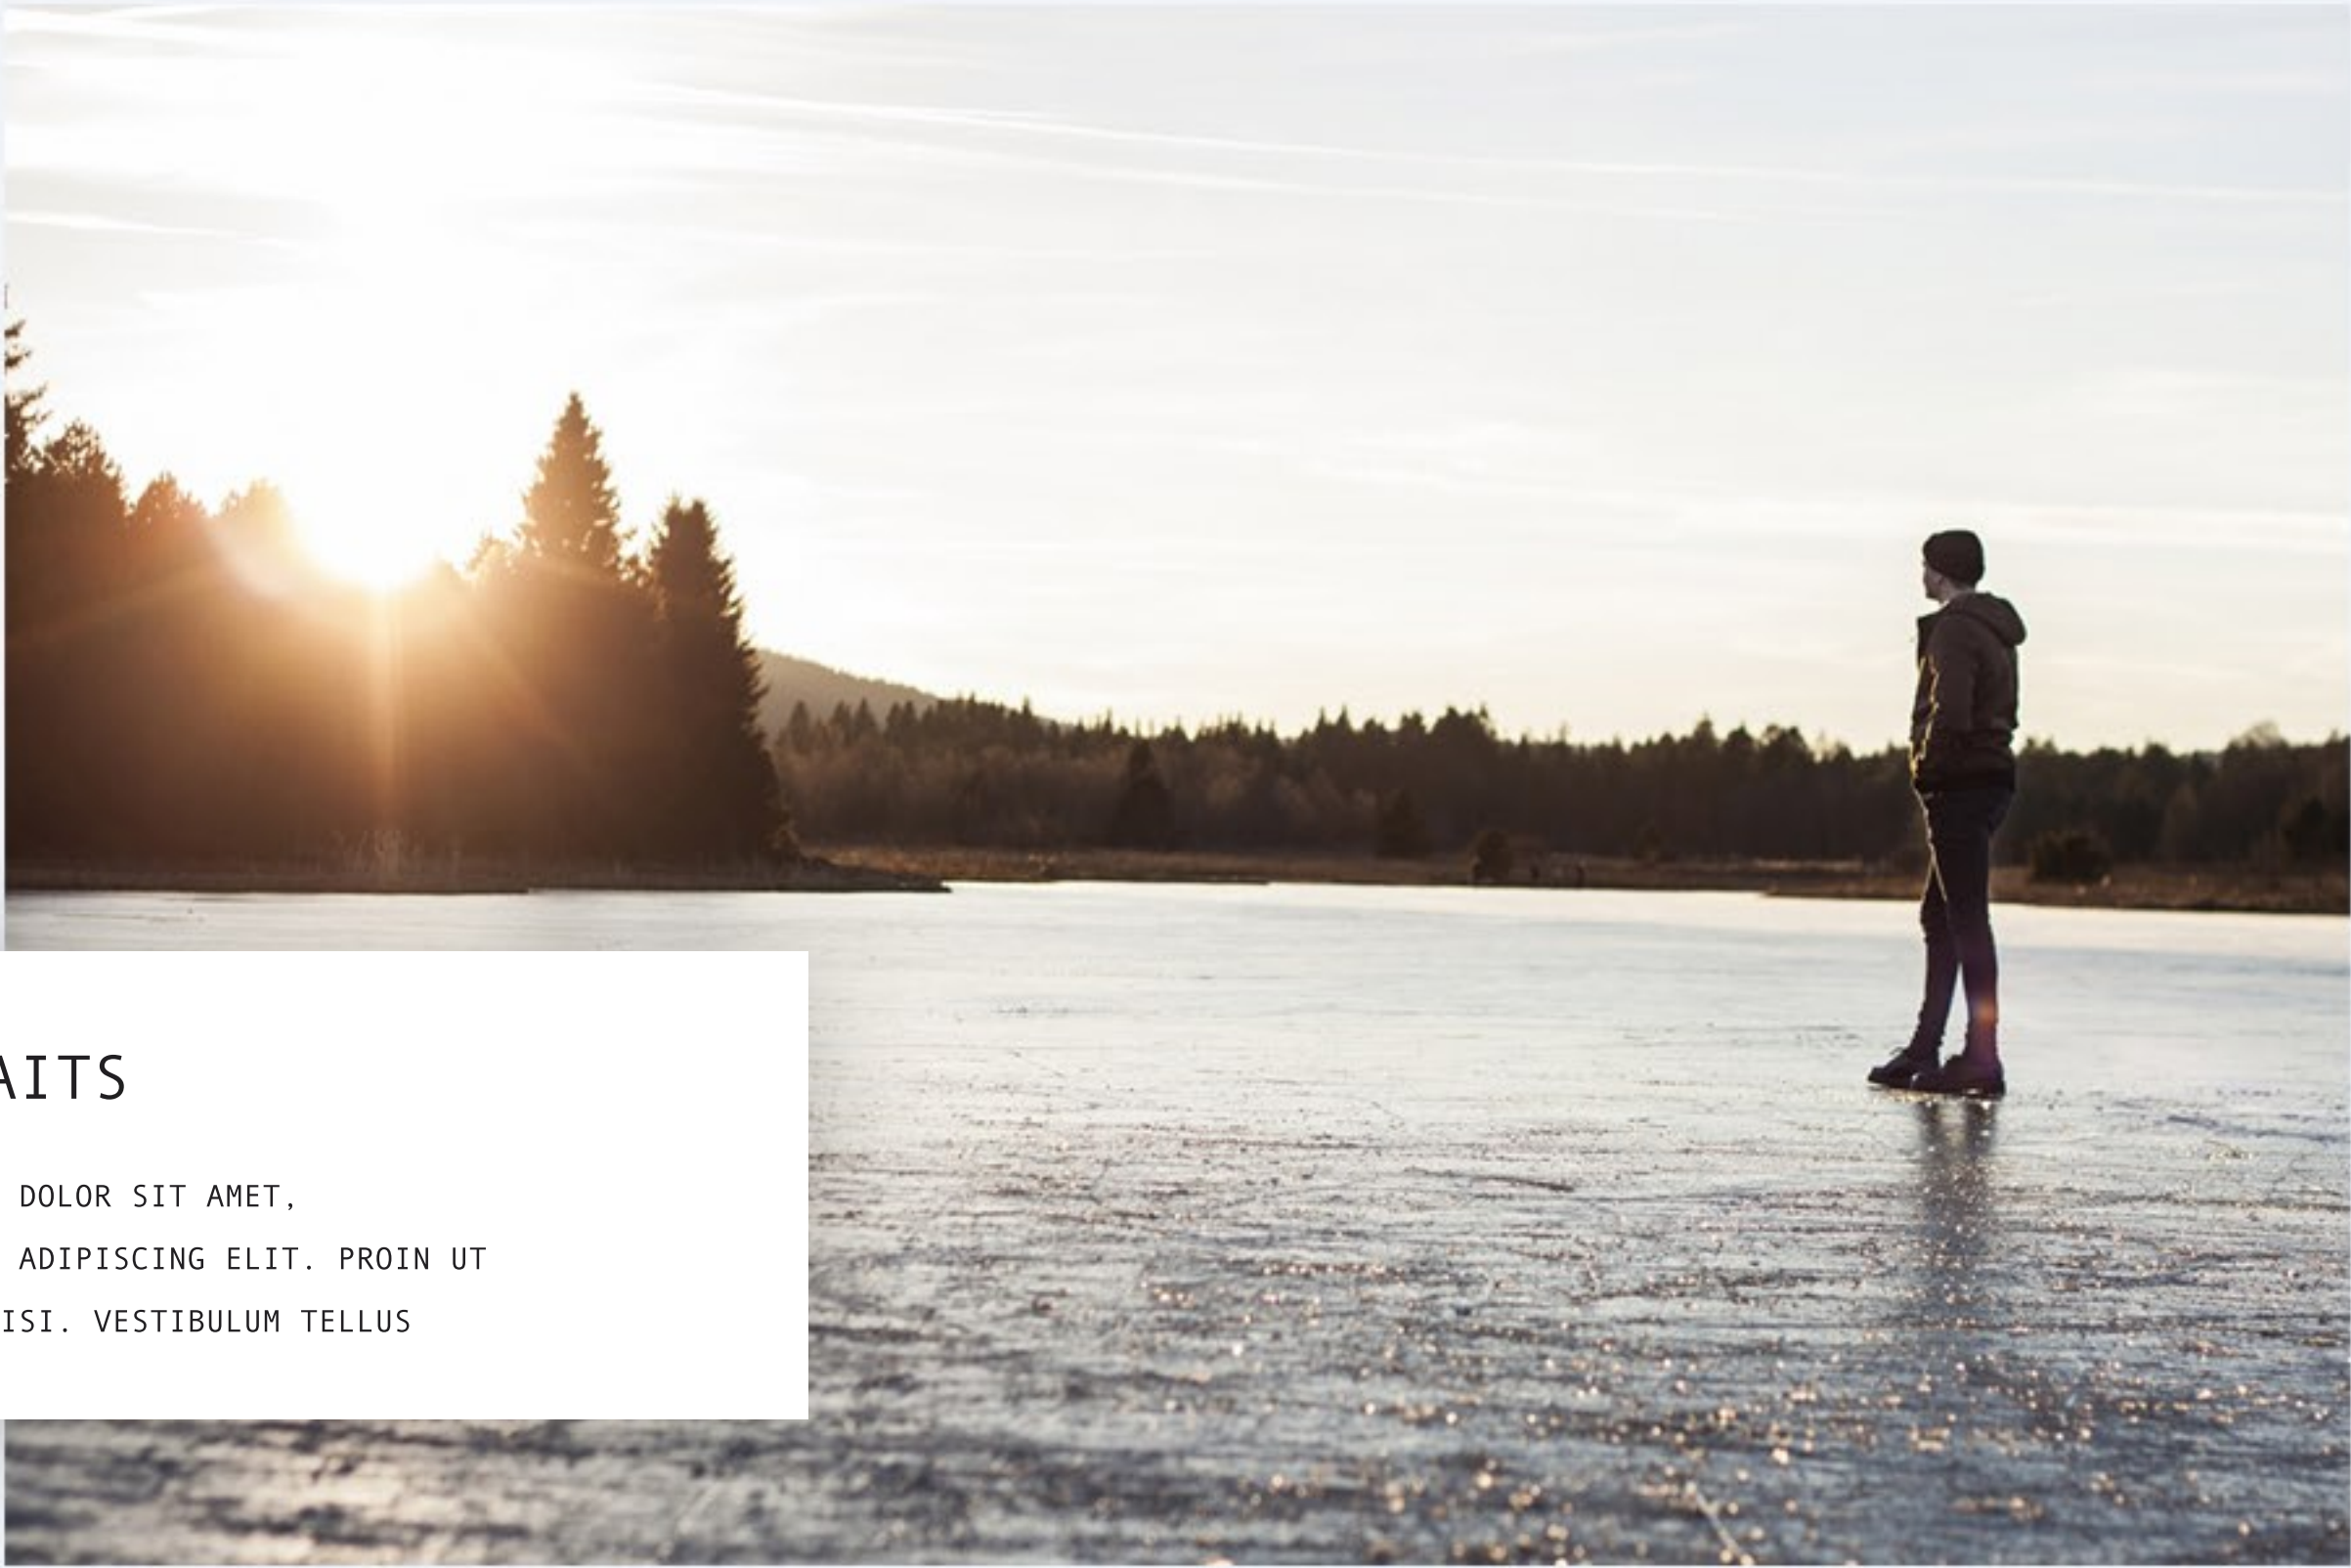 AITS
DOLOR SIT AMET,
ADIPISCING ELIT. PROIN UT
ISI. VESTIBULUM TELLUS